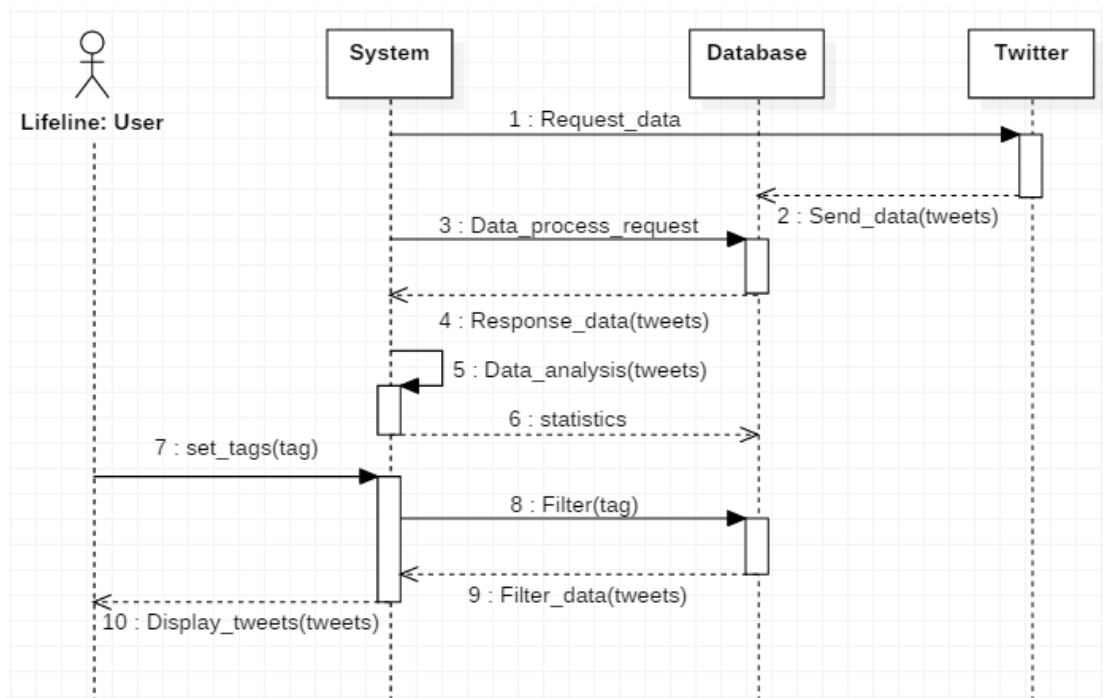 System
Database
Twitter
Lifeline: User
1 : Request_data
2 : Send_data(tweets)
3 : Data_process_request
4 : Response_data(tweets)
5 : Data_analysis(tweets)
6 : statistics
7 : set_tags(tag)
8 : Filter(tag)
9 : Filter_data(tweets)
10 : Display_tweets(tweets)